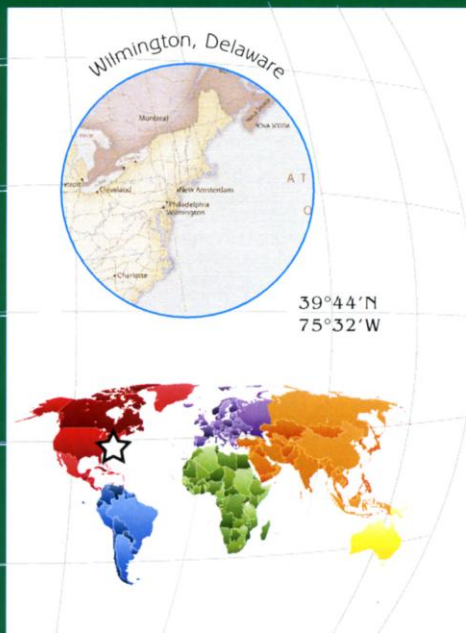 Wilmington, Delaware
Montreal
NOVA SCOTIA
Cleveland
New Amsterdam
A T
Philadelphia
Wilmington
O
Charlotte
39°44'N
75°32'W